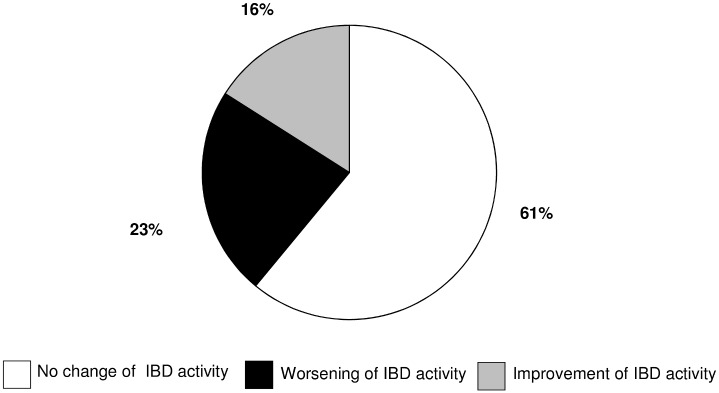 16%
61%
23%
No change of IBD activity
Worsening of IBD activity
Improvement of IBD activity